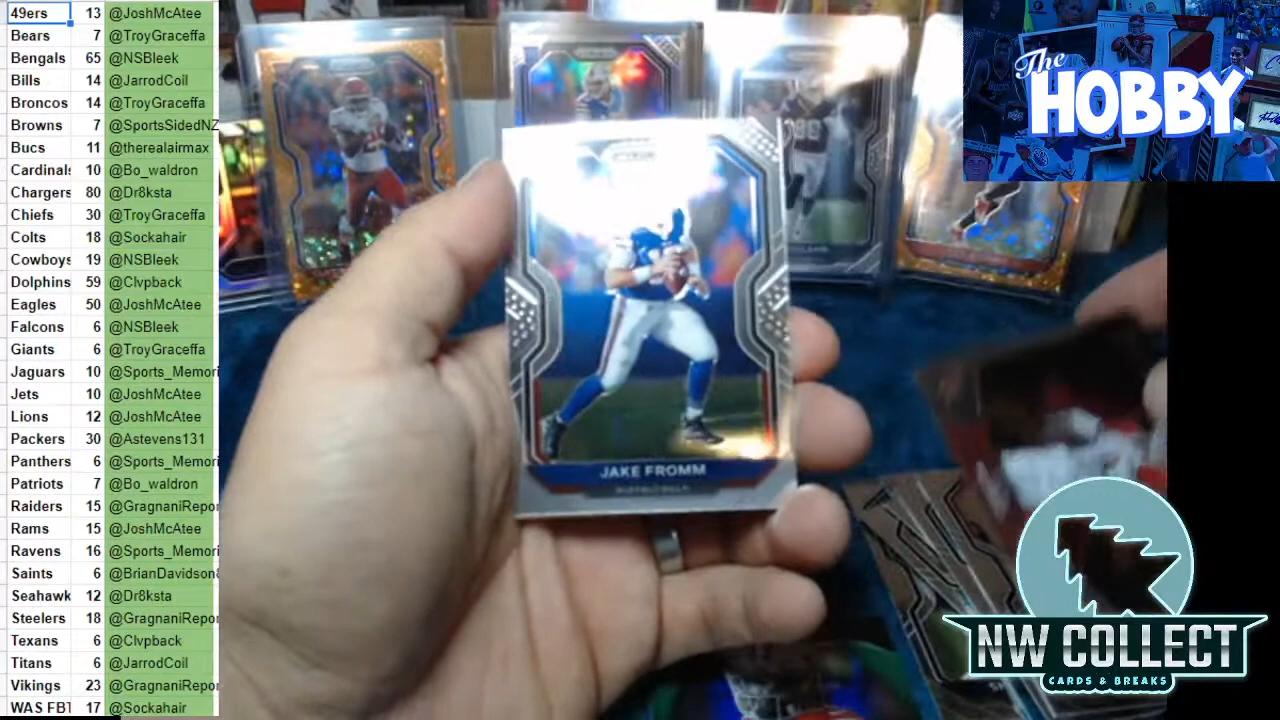 49ers 13 @JoshMcAtee
Bears 7 @TroyGraceffa
Bengals 65 @NSBleek
Bills 14 @JarrodCoil
Broncos 14 @TroyGraceffa
Browns 7 @SportsSidedNZ
Bucs 11 @therealairmax
Cardinals 10 @Bo_waldron
Chargers 80 @Dr8ksta
Chiefs 30 @TroyGraceffa
Colts 18 @Sockahair
Cowboys 19 @NSBleek
Dolphins 59 @Clvpback
Eagles 50 @JoshMcAtee
Falcons 6 @NSBleek
Giants 6 @TroyGraceffa
Jaguars 10 @Sports_Memori
Jets 10 @JoshMcAtee
Lions 12 @JoshMcAtee
Packers 30 @Astevens131
Panthers 6 @Sports_Memori
Patriots 7 @Bo_waldron
Raiders 15 @GragnaniRepor
Rams 15 @JoshMcAtee
Ravens 16 @Sports_Memori
Saints 6 @BrianDavidson8
Seahawk 12 @Dr8ksta
Steelers 18 @GragnaniRepor
Texans 6 @Clvpback
Titans 6 @JarrodCoil
Vikings 23 @GragnaniRepor
WAS FBT 17 @Sockahair
The
HOBBY
JAKE FROMM
NW COLLECT
CARDS & BREAKS